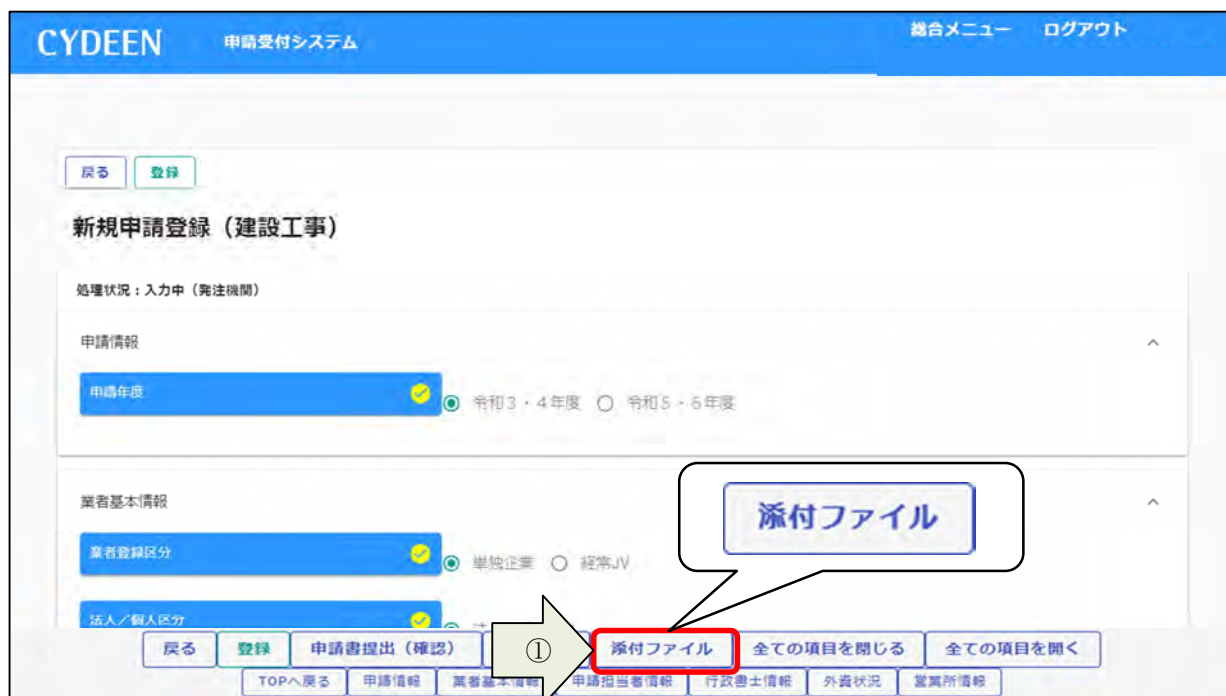 CYDEEN 申請受付システム 総合メニュー ログアウト
戻る 登録
新規申請登録（建設工事）
処理状況：入力中（発注機関）
申請情報
申請年度 令和３・４年度 令和５・６年度
業者基本情報
添付ファイル
業者登録区分 単独企業 経常JV
法人／個人区分
戻る 登録 申請書提出（確認） ① 添付ファイル 全ての項目を閉じる 全ての項目を開く
TOPへ戻る 申請情報 業者基本情報 申請担当者情報 行政書士情報 外資状況 営業所情報